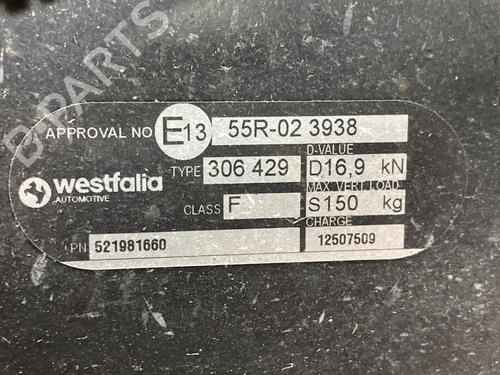 B-PARTS
APPROVAL NO E13 55R-02 3938
D-VALUE
TYPE 306 429 D16,9 kN
westfalia
AUTOMOTIVE
MAX VERT LOAD
CLASS F S150 kg
CHARGE
PN 521981660 12507509